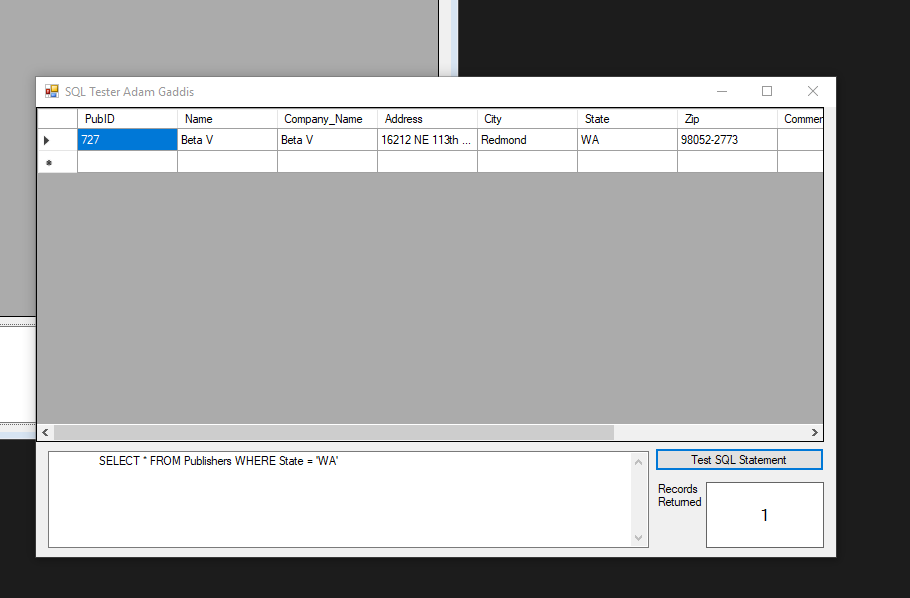 SQL Tester Adam Gaddis
PubID Name Company_Name Address City State Zip Commer
727 Beta V Beta V 16212 NE 113th ... Redmond WA 98052-2773
SELECT * FROM Publishers WHERE State = 'WA'
Test SQL Statement
Records
Returned
1